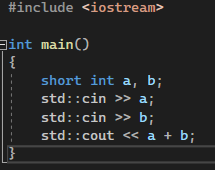 #include <iostream>
int main()
{
    short int a, b;
    std::cin >> a;
    std::cin >> b;
    std::cout << a + b;
}